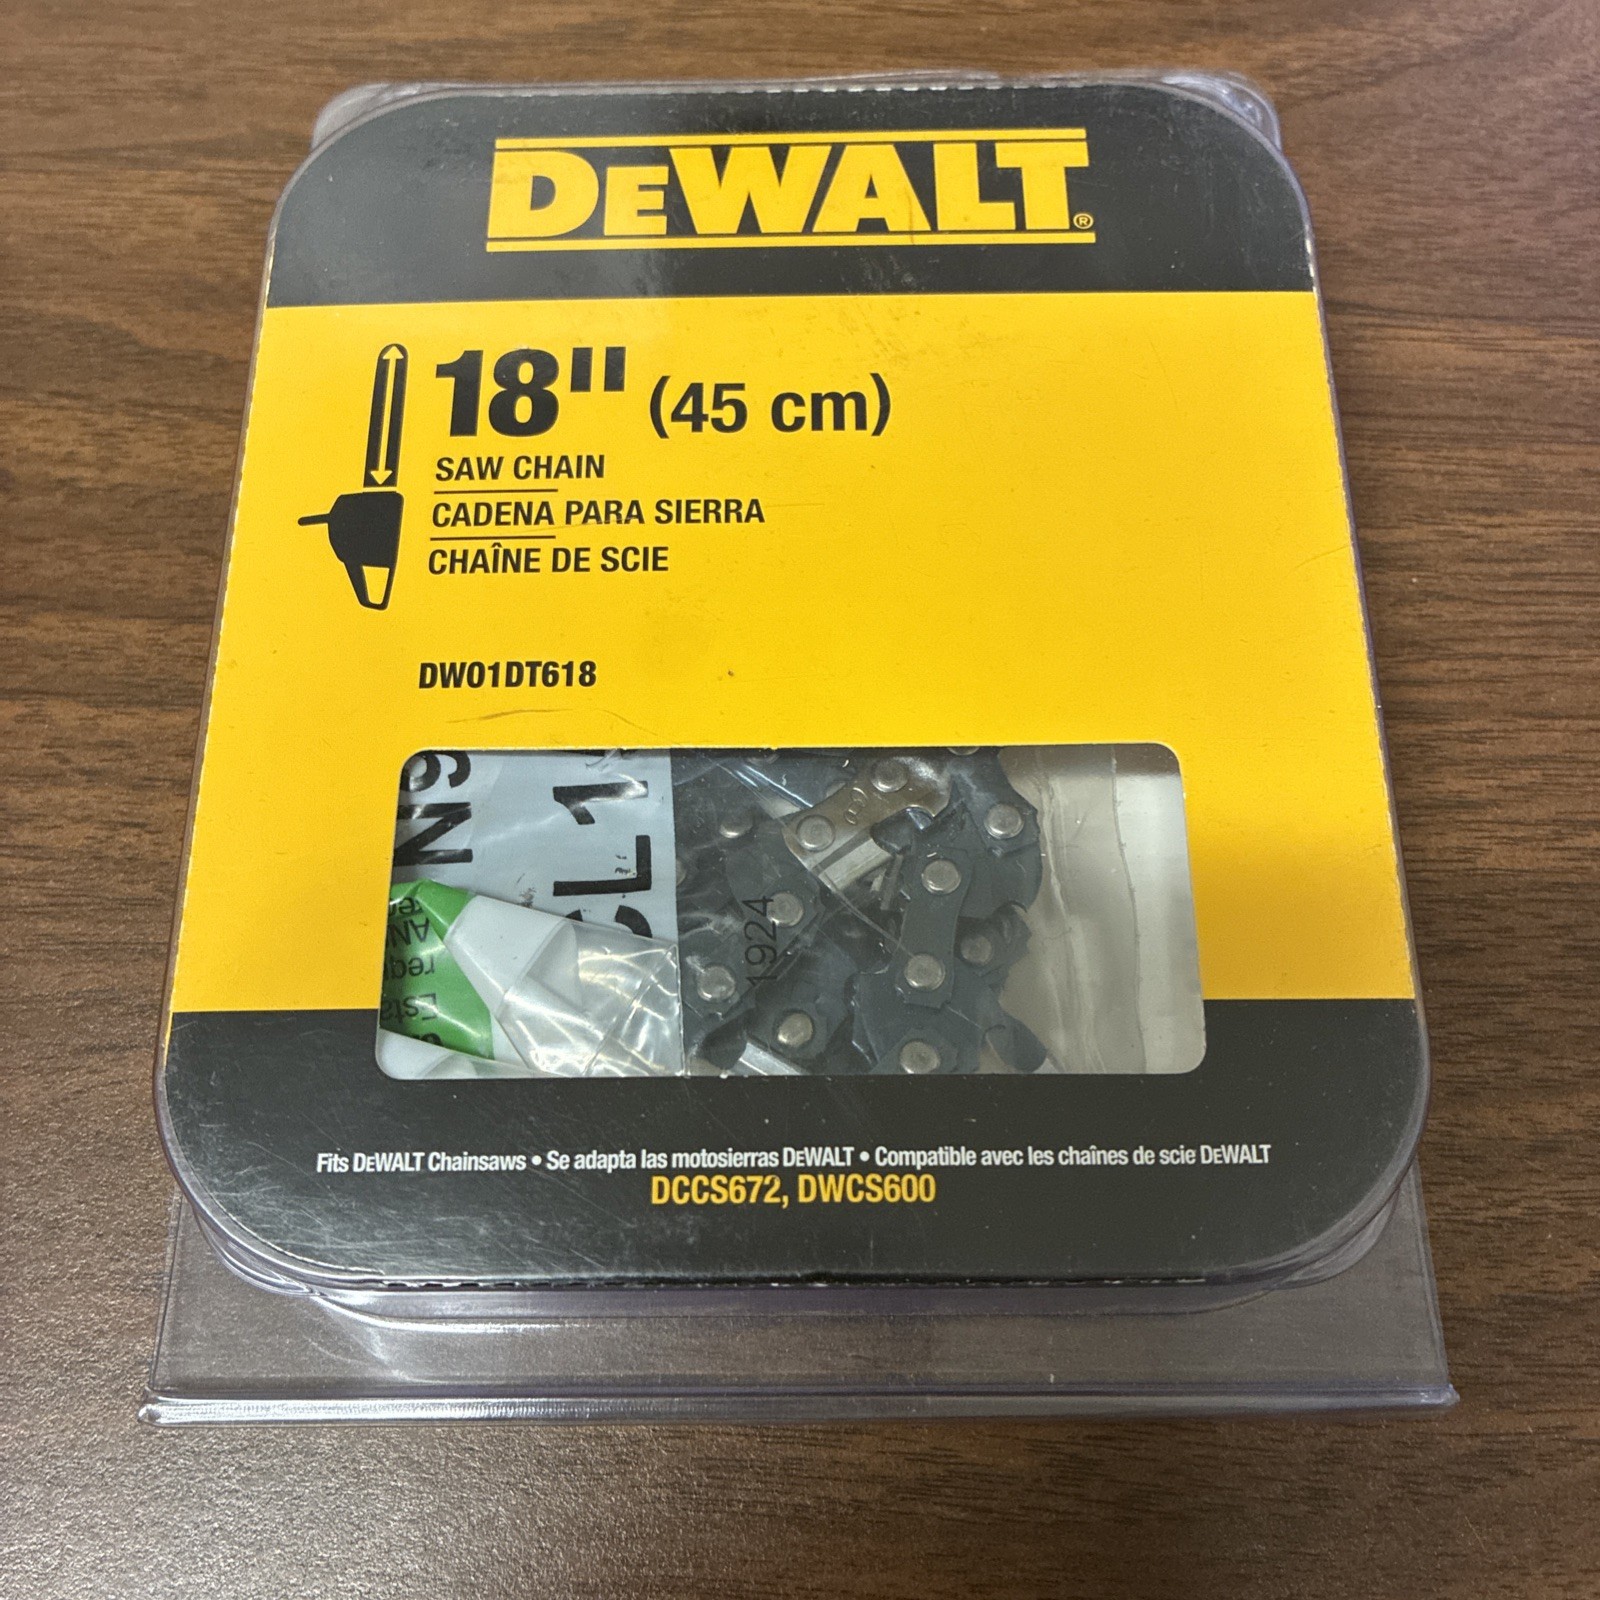 DEWALT®
18" (45 cm)
SAW CHAIN
CADENA PARA SIERRA
CHAÎNE DE SCIE
DW01DT618
1924
Fits DEWALT Chainsaws • Se adapta las motosierras DEWALT • Compatible avec les chaînes de scie DEWALT
DCCS672, DWCS600